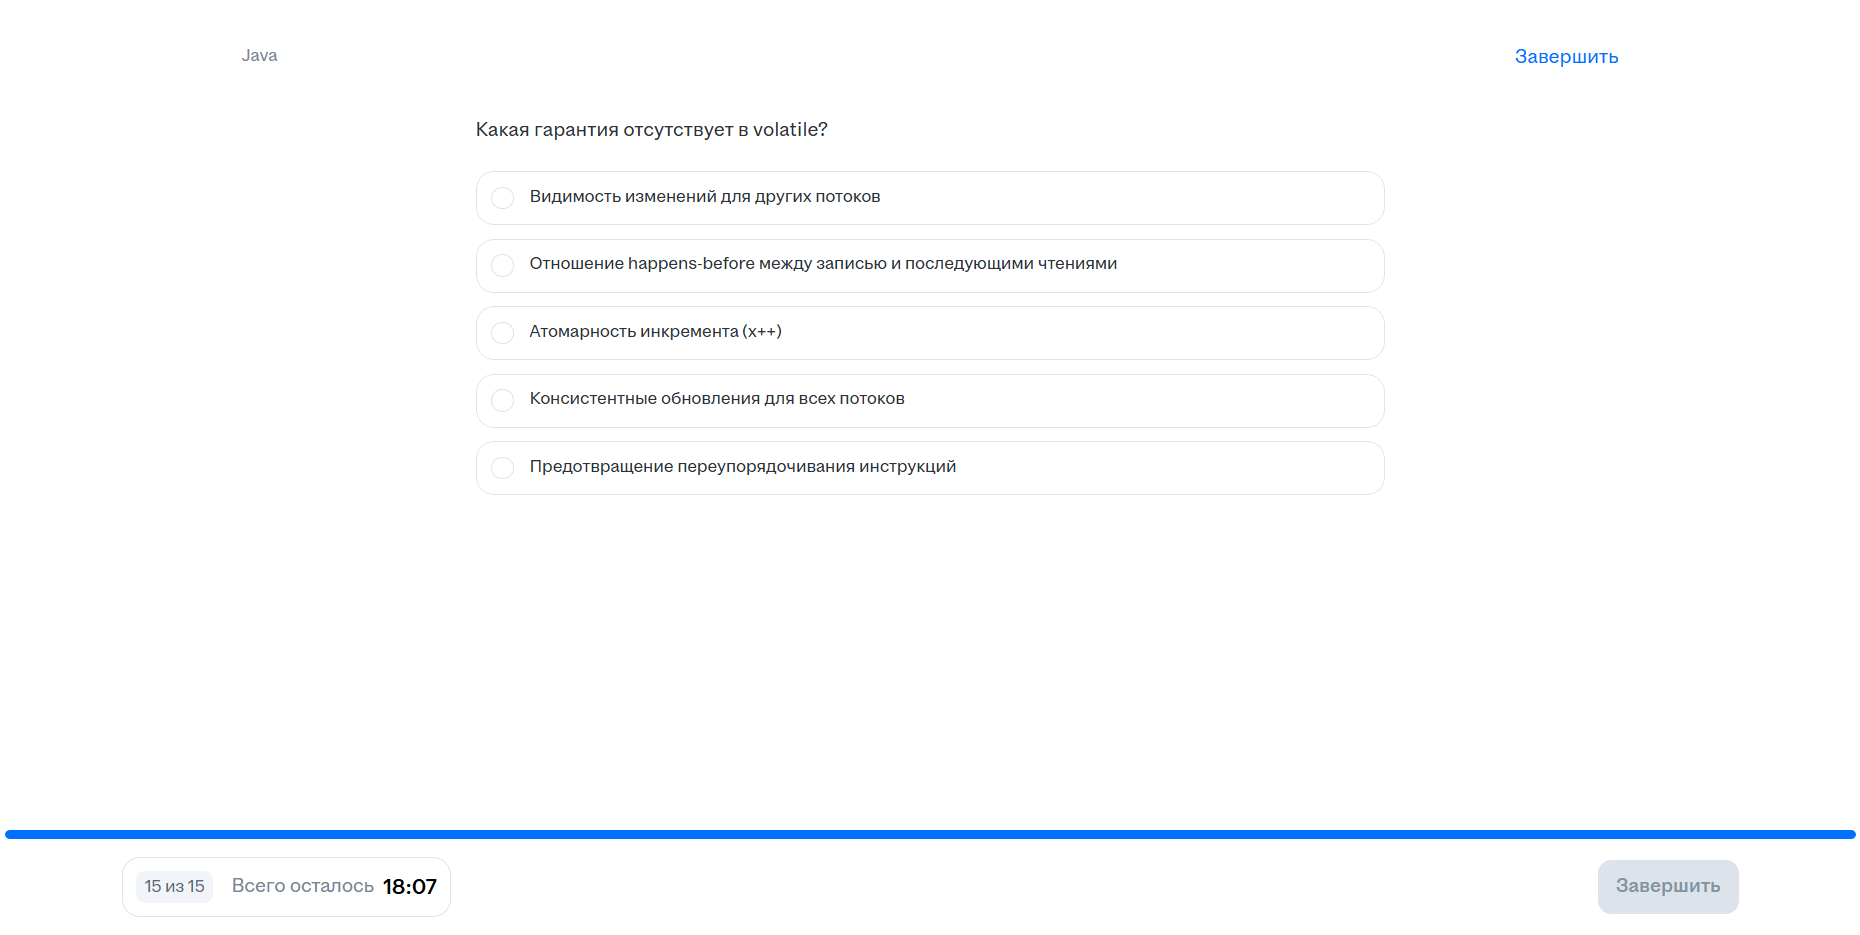 Java
Завершить
Какая гарантия отсутствует в volatile?
Видимость изменений для других потоков
Отношение happens-before между записью и последующими чтениями
Атомарность инкремента (x++)
Консистентные обновления для всех потоков
Предотвращение переупорядочивания инструкций
15 из 15 Всего осталось 18:07
Завершить